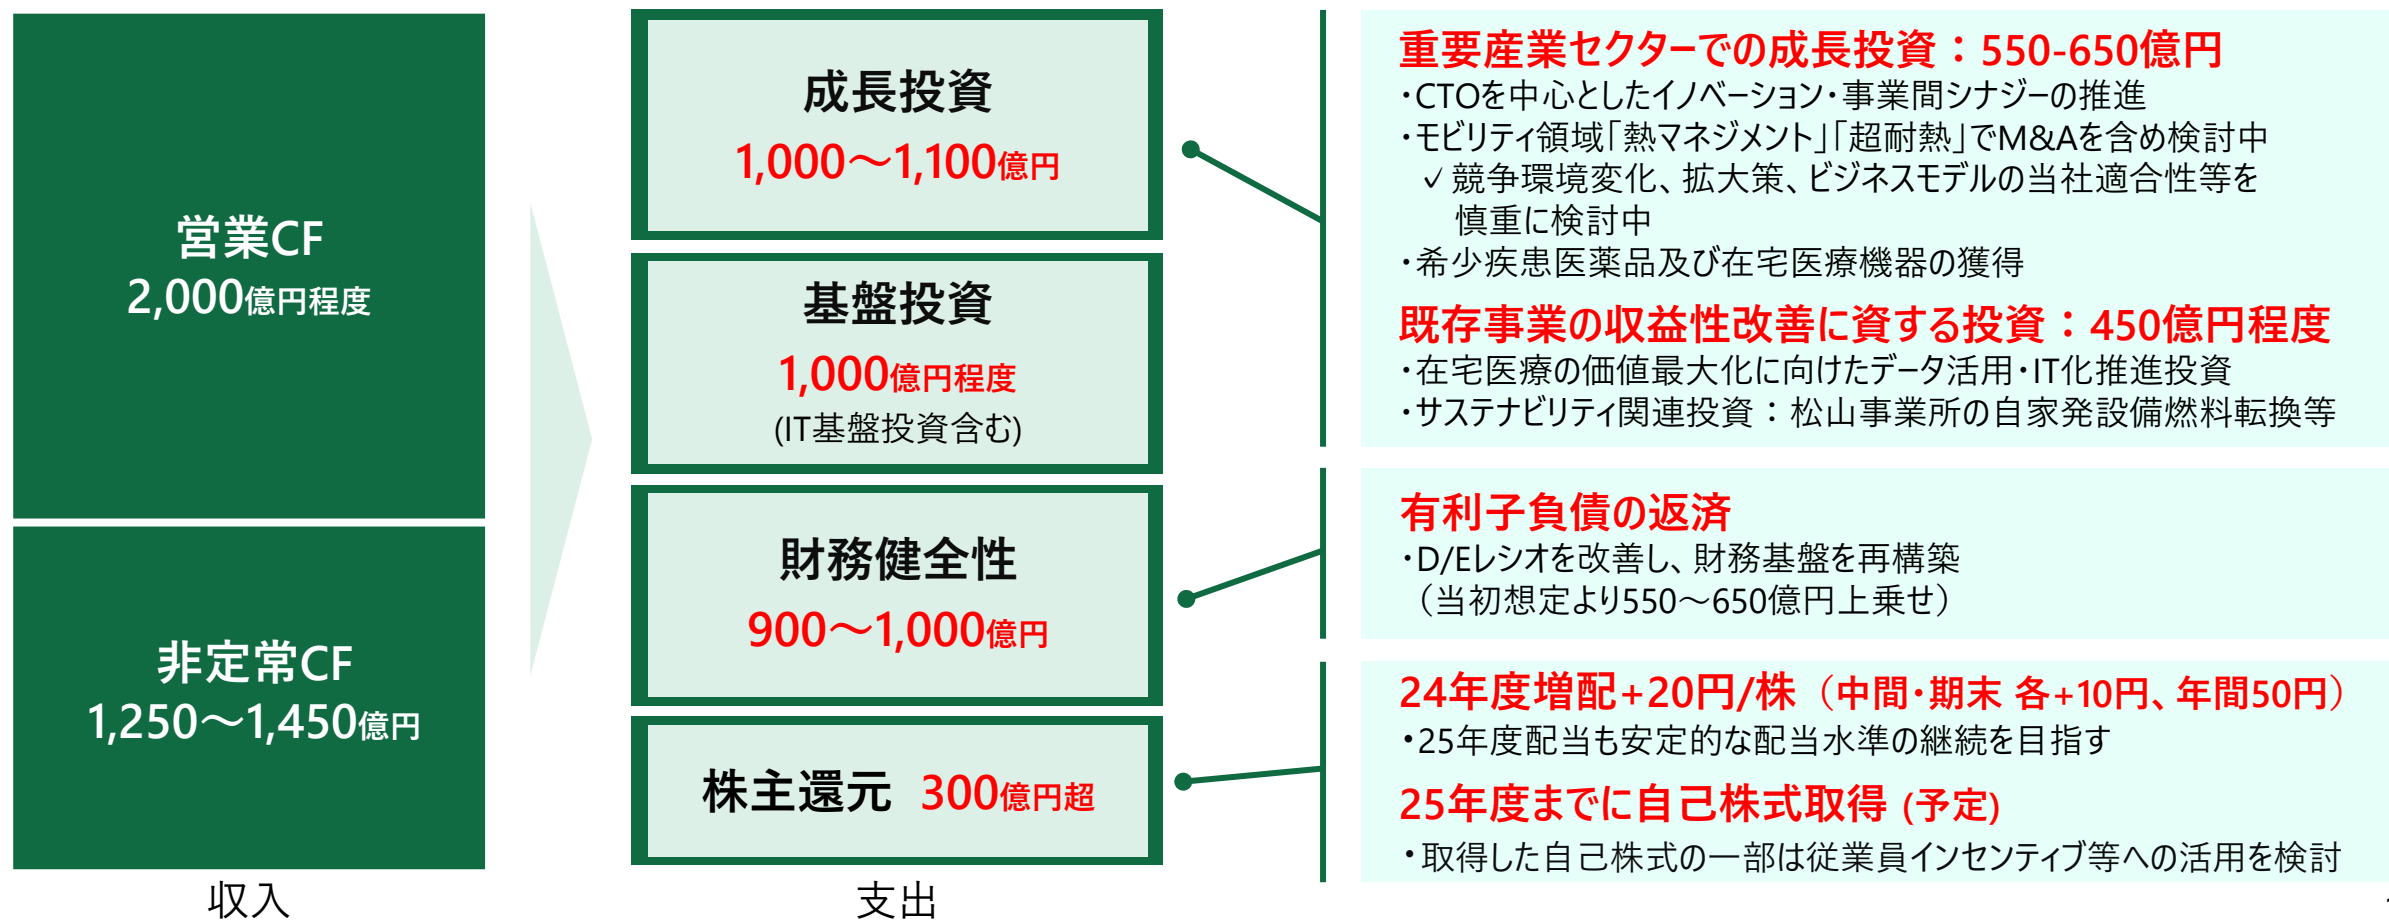 営業CF
2,000億円程度
非定常CF
1,250～1,450億円
収入
成長投資
1,000～1,100億円
基盤投資
1,000億円程度
(IT基盤投資含む)
財務健全性
900～1,000億円
株主還元 300億円超
支出
重要産業セクターでの成長投資：550-650億円
・CTOを中心としたイノベーション・事業間シナジーの推進
・モビリティ領域「熱マネジメント」「超耐熱」でM&Aを含め検討中
✓ 競争環境変化、拡大策、ビジネスモデルの当社適合性等を
慎重に検討中
・希少疾患医薬品及び在宅医療機器の獲得
既存事業の収益性改善に資する投資：450億円程度
・在宅医療の価値最大化に向けたデータ活用・IT化推進投資
・サステナビリティ関連投資：松山事業所の自家発設備燃料転換等
有利子負債の返済
・D/Eレシオを改善し、財務基盤を再構築
（当初想定より550～650億円上乗せ）
24年度増配+20円/株（中間・期末 各+10円、年間50円）
•25年度配当も安定的な配当水準の継続を目指す
25年度までに自己株式取得 (予定)
•取得した自己株式の一部は従業員インセンティブ等への活用を検討